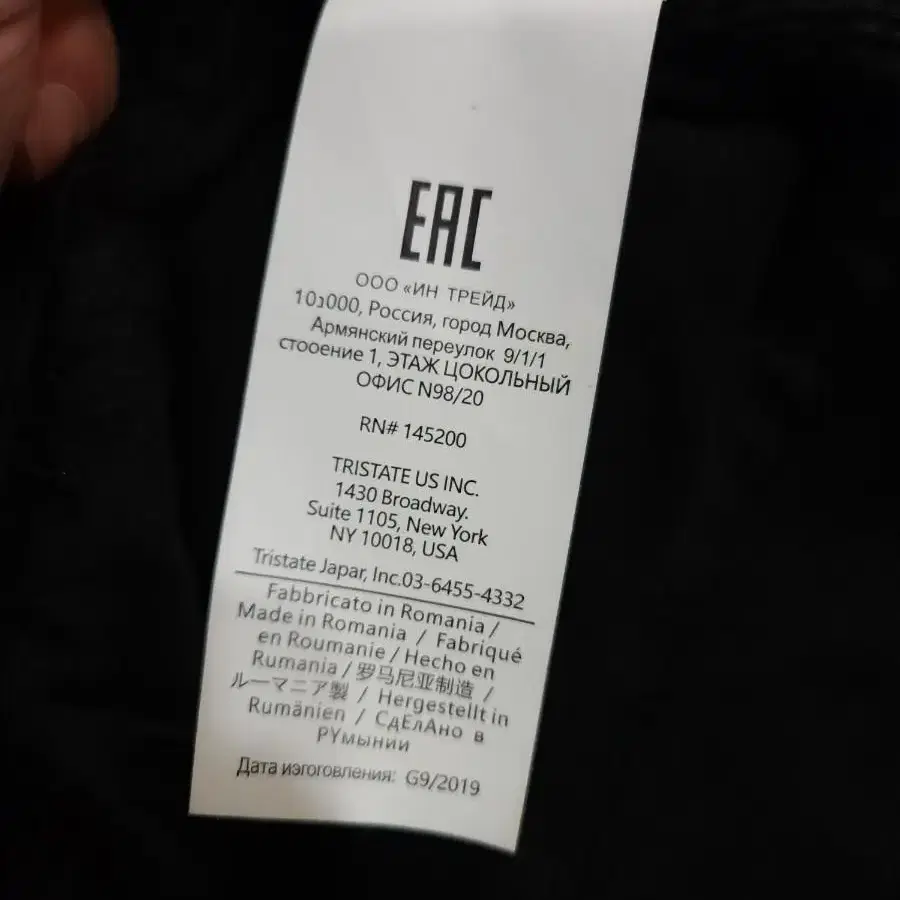 EAC
ООО «ИН ТРЕЙД»
10ɔ000, Россия, город Москва,
Армянский переулок 9/1/1
стооение 1, ЭТАЖ ЦОКОЛЬНЫЙ
ОФИС N98/20
RN# 145200
TRISTATE US INC.
1430 Broadway.
Suite 1105, New York
NY 10018, USA
Tristate Japar, Inc.03-6455-4332
Fabbricato in Romania /
Made in Romania / Fabriqué
en Roumanie / Hecho en
Rumania / 罗马尼亚制造 /
ルーマニア製 / Hergestellt in
Rumänien / СдЕлАно в
РУмынии
Дата изготовления: G9/2019